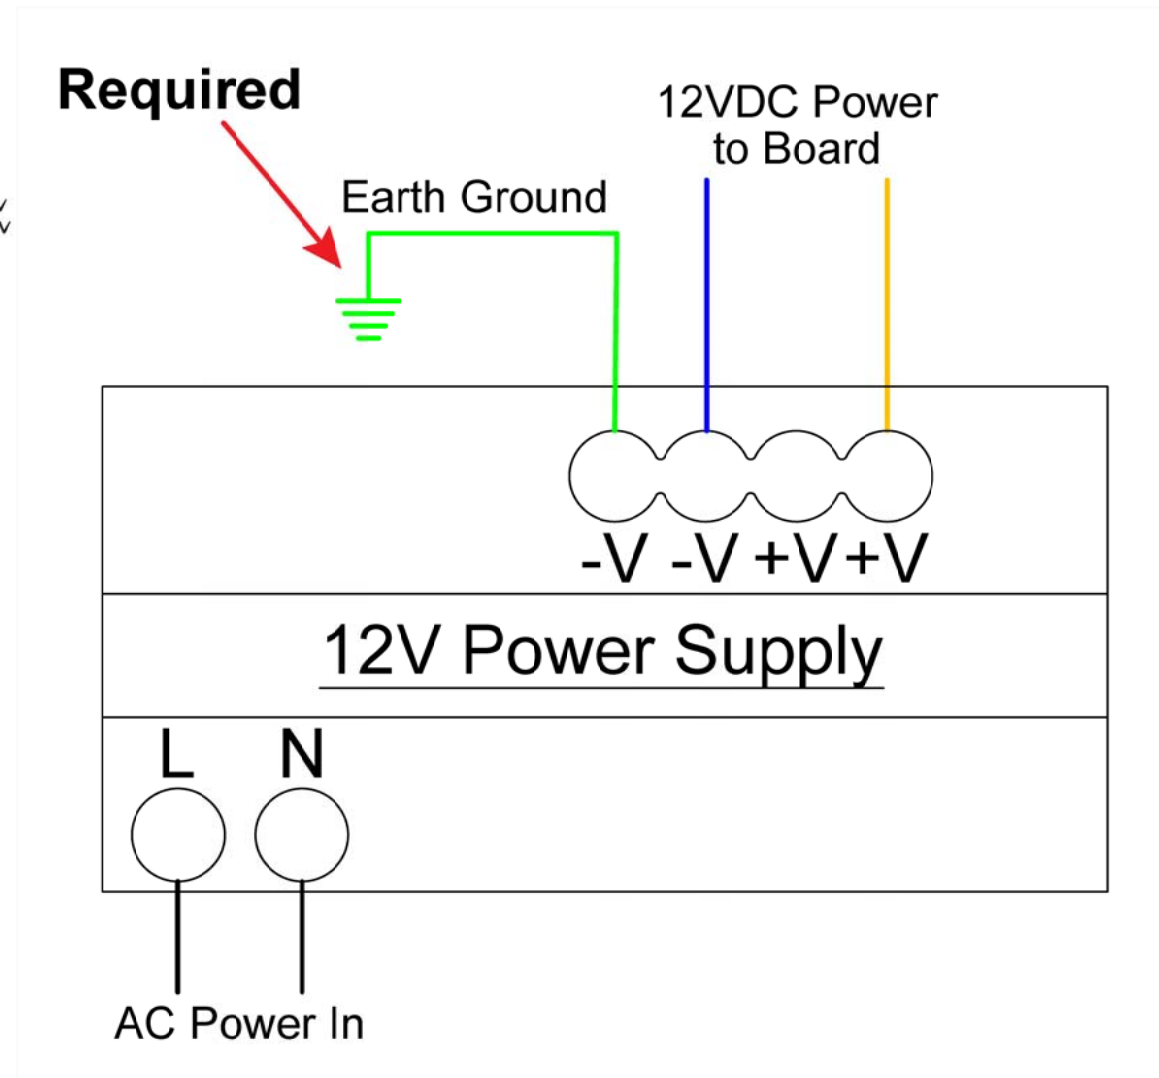 Required
12VDC Power
to Board
Earth Ground
-V -V +V +V
12V Power Supply
L N
AC Power In